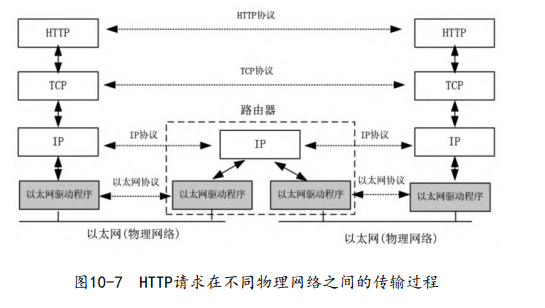 HTTP协议
HTTP
HTTP
TCP协议
TCP
TCP
路由器
IP协议
IP协议
IP
IP
IP
以太网协议
以太网协议
以太网驱动程序
以太网驱动程序
以太网驱动程序
以太网驱动程序
以太网(物理网络)
以太网(物理网络)
图10-7 HTTP请求在不同物理网络之间的传输过程